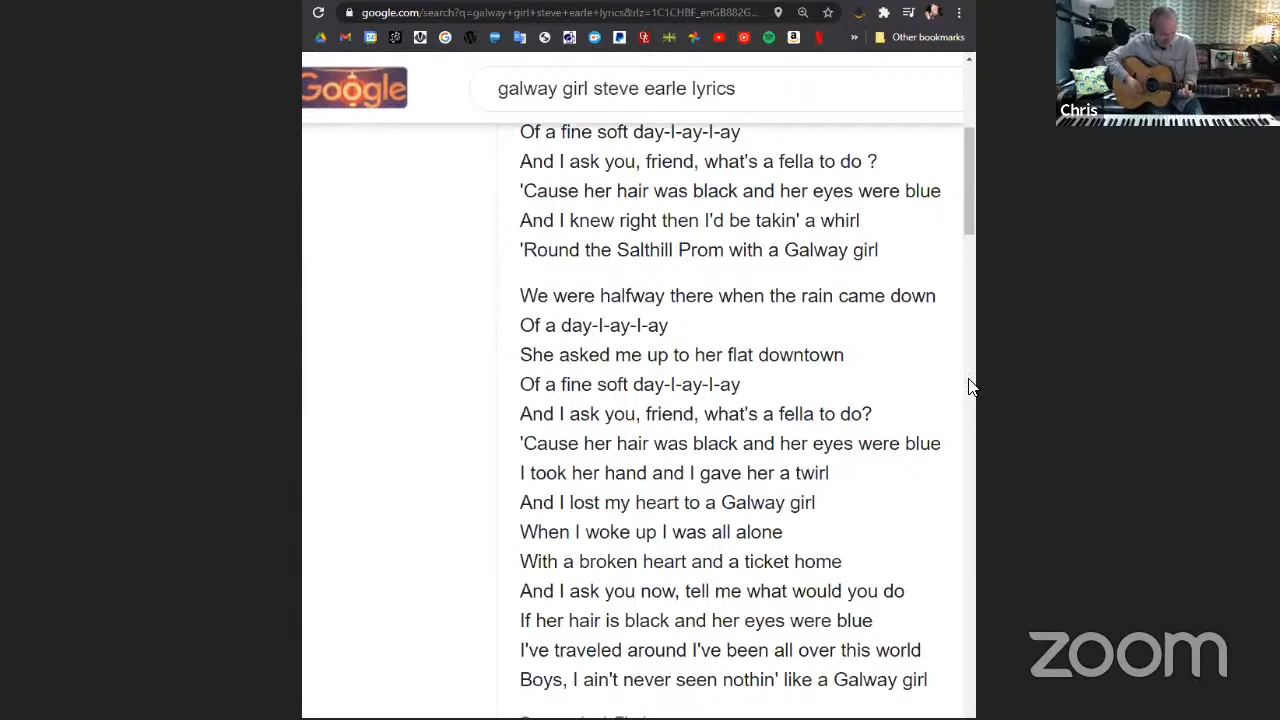 google.com/search?q=galway+girl+steve+earle+lyrics&rlz=1C1CHBF_enGB882G...
Other bookmarks
Google
galway girl steve earle lyrics
Of a fine soft day-I-ay-I-ay
And I ask you, friend, what's a fella to do ?
'Cause her hair was black and her eyes were blue
And I knew right then I'd be takin' a whirl
'Round the Salthill Prom with a Galway girl
We were halfway there when the rain came down
Of a day-I-ay-I-ay
She asked me up to her flat downtown
Of a fine soft day-I-ay-I-ay
And I ask you, friend, what's a fella to do?
'Cause her hair was black and her eyes were blue
I took her hand and I gave her a twirl
And I lost my heart to a Galway girl
When I woke up I was all alone
With a broken heart and a ticket home
And I ask you now, tell me what would you do
If her hair is black and her eyes were blue
I've traveled around I've been all over this world
Boys, I ain't never seen nothin' like a Galway girl
Chris
zoom